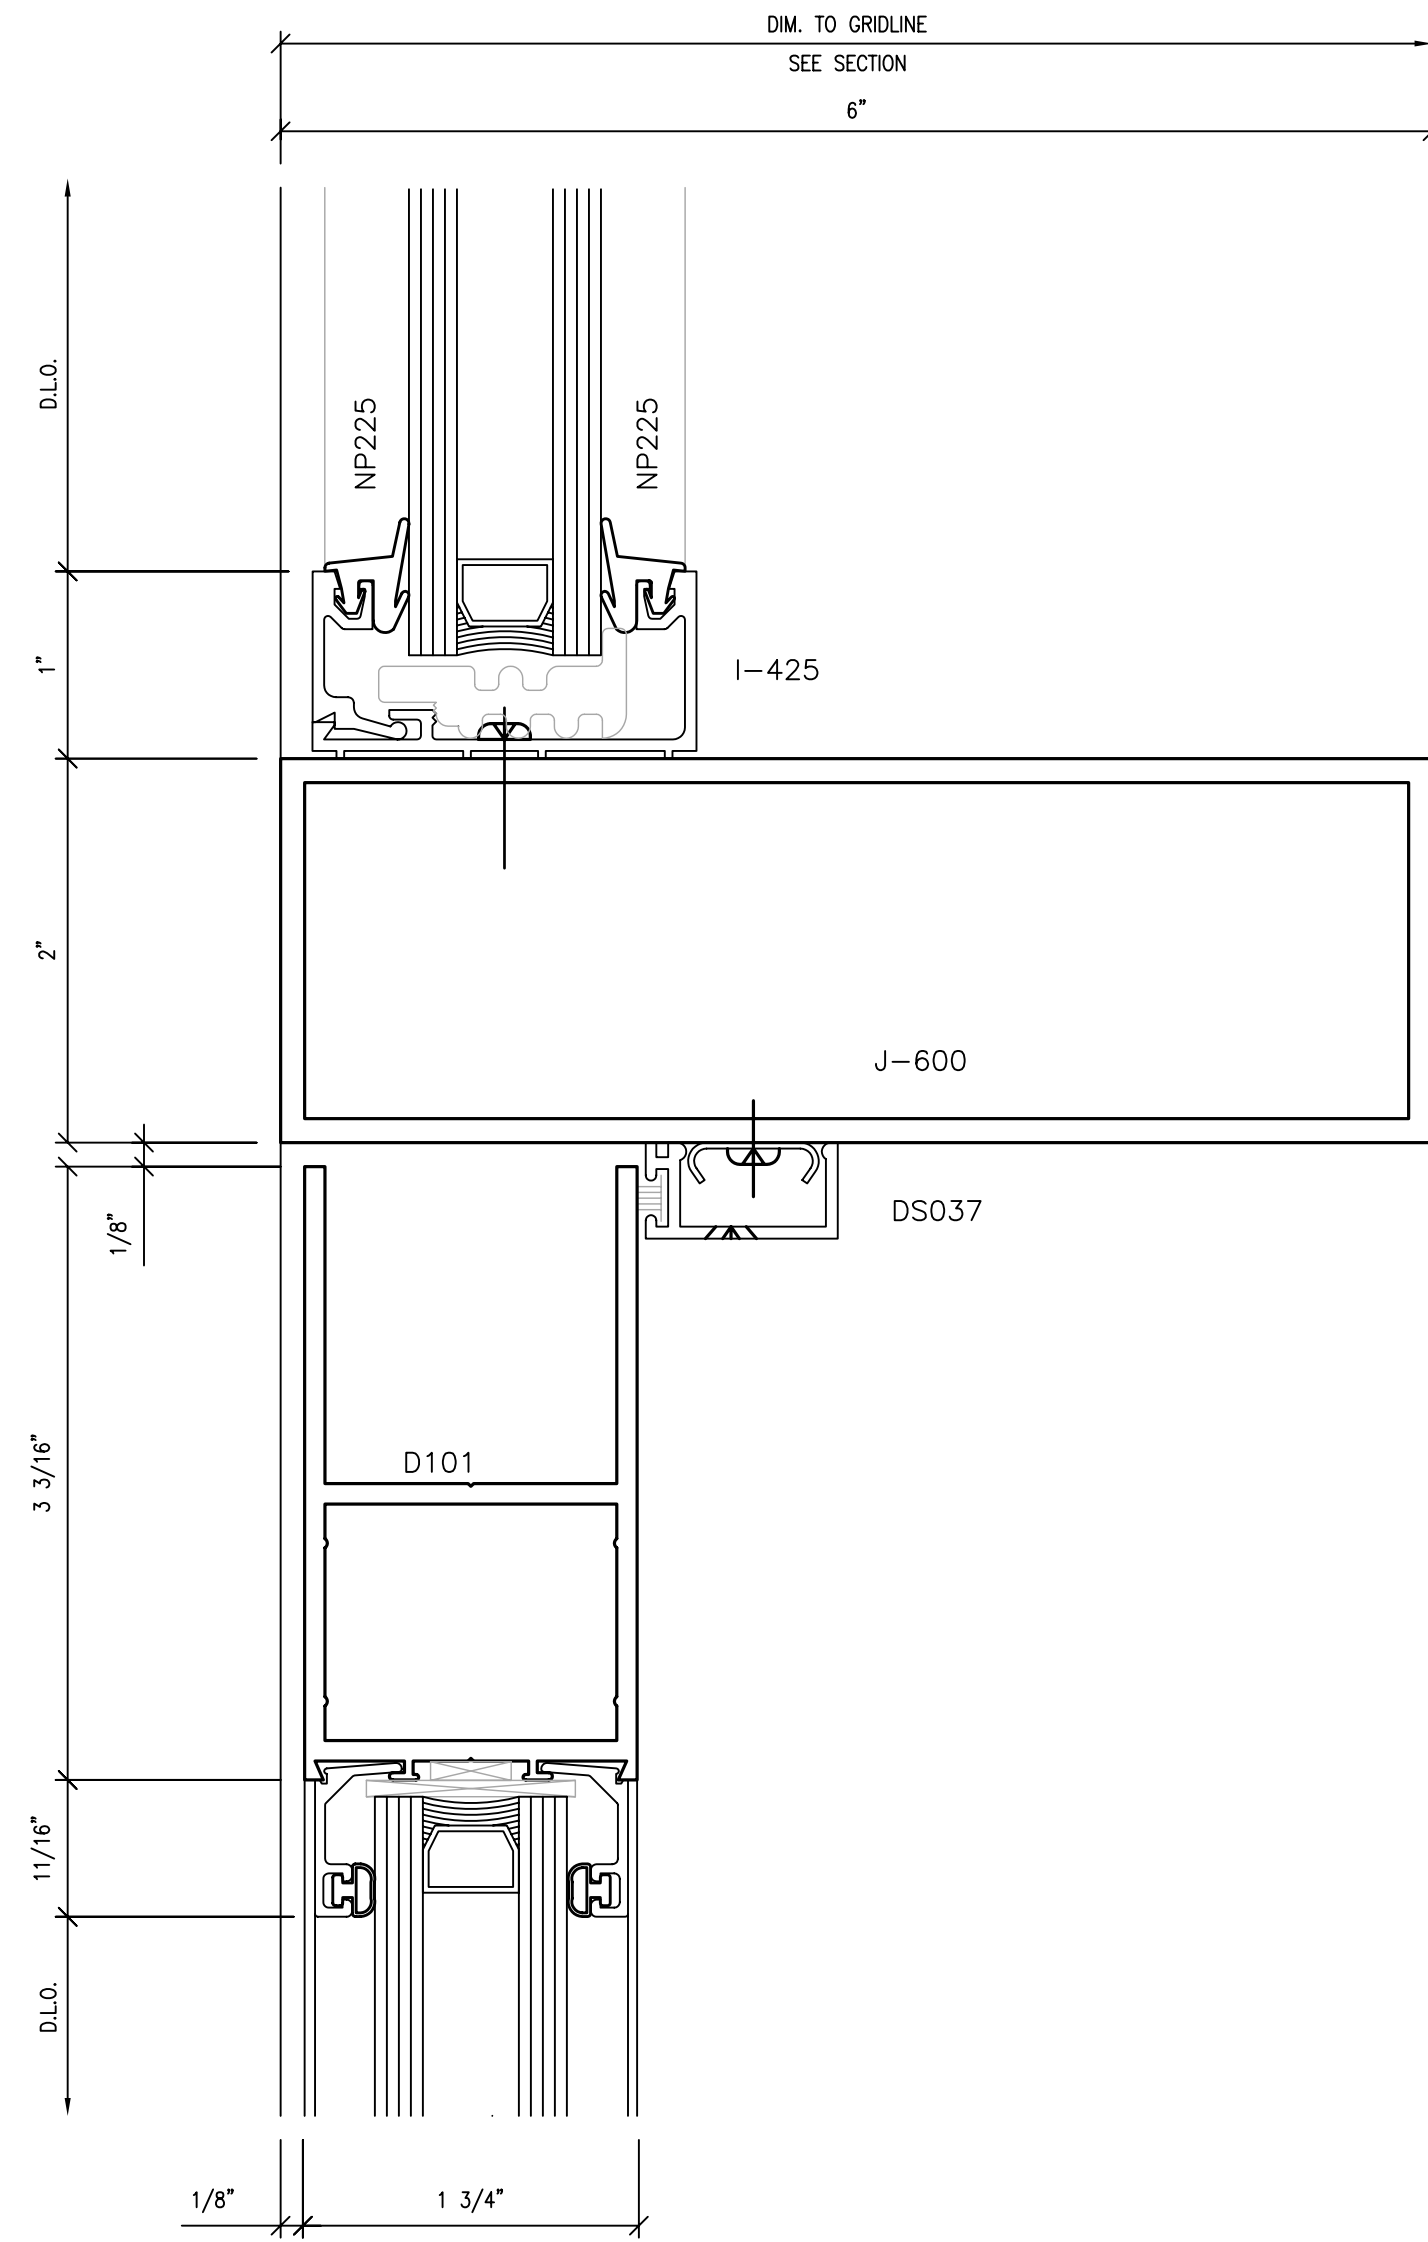 DIM. TO GRIDLINE
SEE SECTION
6"
D.L.O.
NP225
NP225
1"
I-425
2"
J-600
1/8"
DS037
3 3/16"
D101
11/16"
D.L.O.
1/8"
1 3/4"